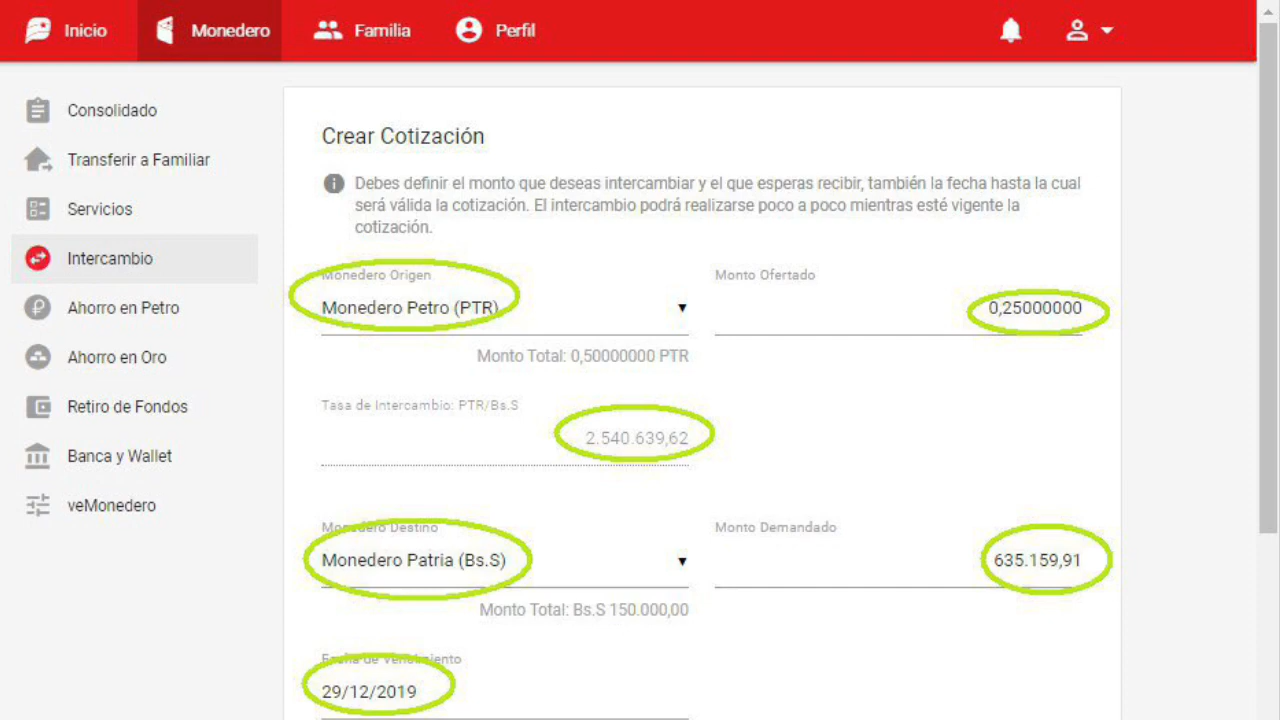 Inicio
Monedero
Familia
Perfil
Consolidado
Transferir a Familiar
Servicios
Intercambio
Ahorro en Petro
Ahorro en Oro
Retiro de Fondos
Banca y Wallet
veMonedero
Crear Cotización
Debes definir el monto que deseas intercambiar y el que esperas recibir, también la fecha hasta la cual
será válida la cotización. El intercambio podrá realizarse poco a poco mientras esté vigente la
cotización.
Monedero Origen
Monto Ofertado
Monedero Petro (PTR)
0,25000000
Monto Total: 0,50000000 PTR
Tasa de Intercambio: PTR/Bs.S
2.540.639,62
Monedero Destino
Monto Demandado
Monedero Patria (Bs.S)
635.159,91
Monto Total: Bs.S 150.000,00
Fecha de Vencimiento
29/12/2019